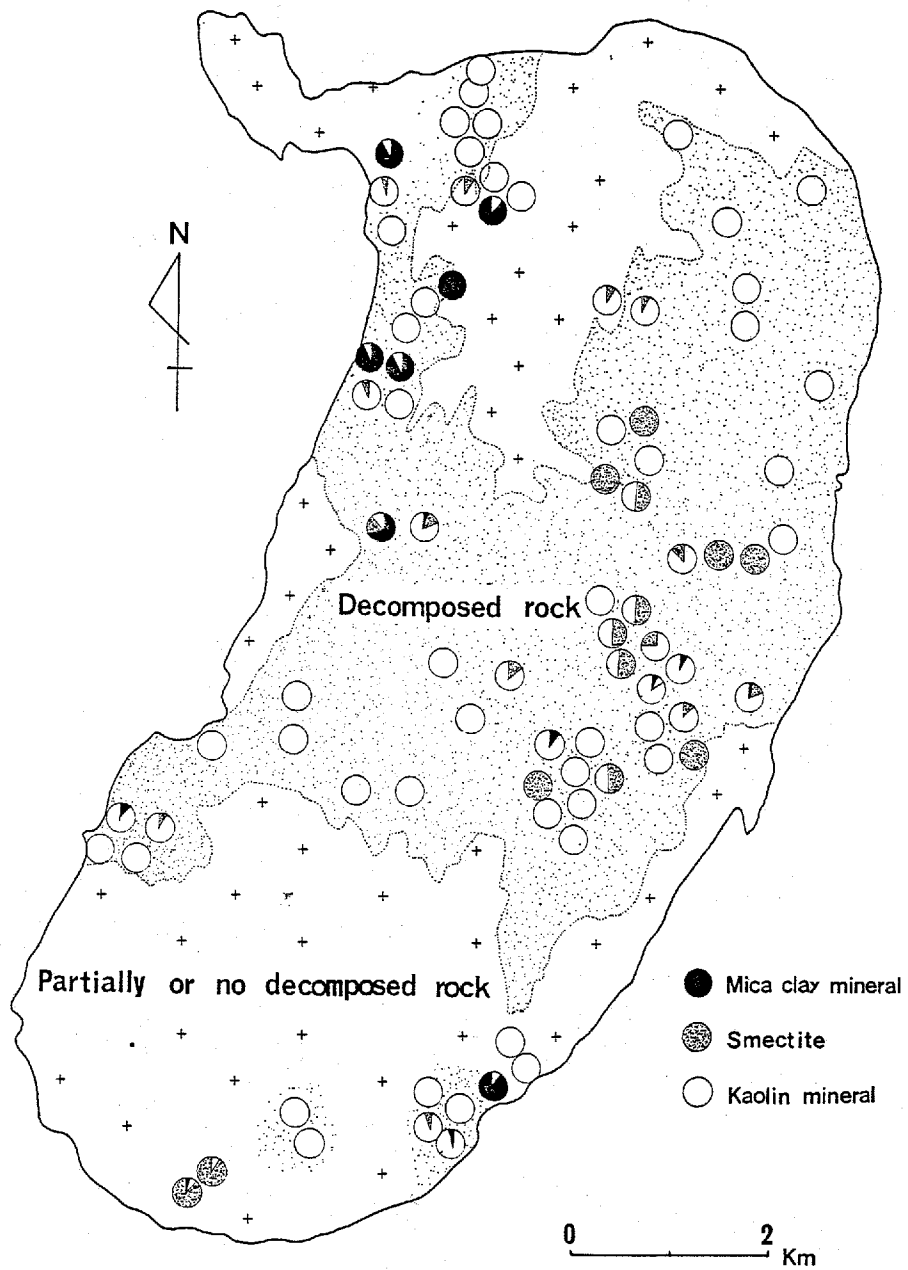 N
Decomposed rock
Partially or no decomposed rock
Mica clay mineral
Smectite
Kaolin mineral
0 2
Km